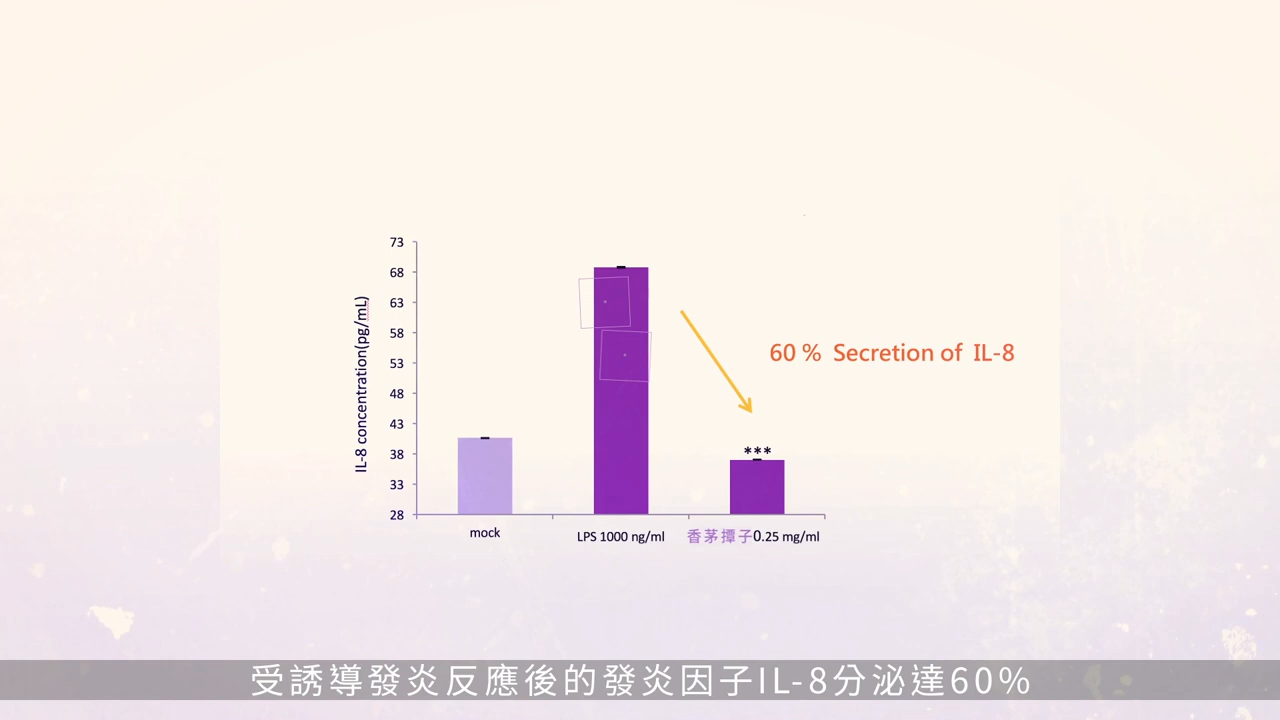 73
68
63
58
53
48
43
38
33
28
IL-8 concentration(pg/mL)
60 % Secretion of IL-8
***
mock
LPS 1000 ng/ml
香茅撢子0.25 mg/ml
受誘導發炎反應後的發炎因子IL-8分泌達60%